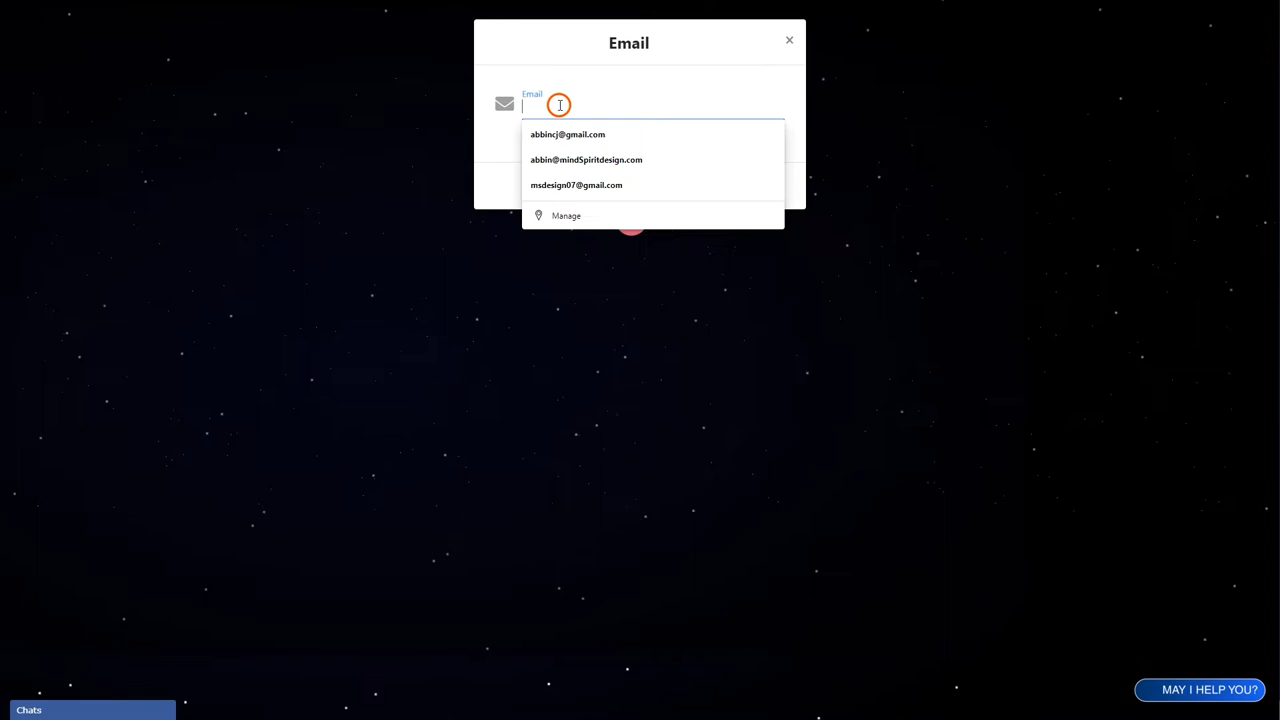 Email
×
Email
abbincj@gmail.com
abbin@mindSpiritdesign.com
msdesign07@gmail.com
Manage
MAY I HELP YOU?
Chats